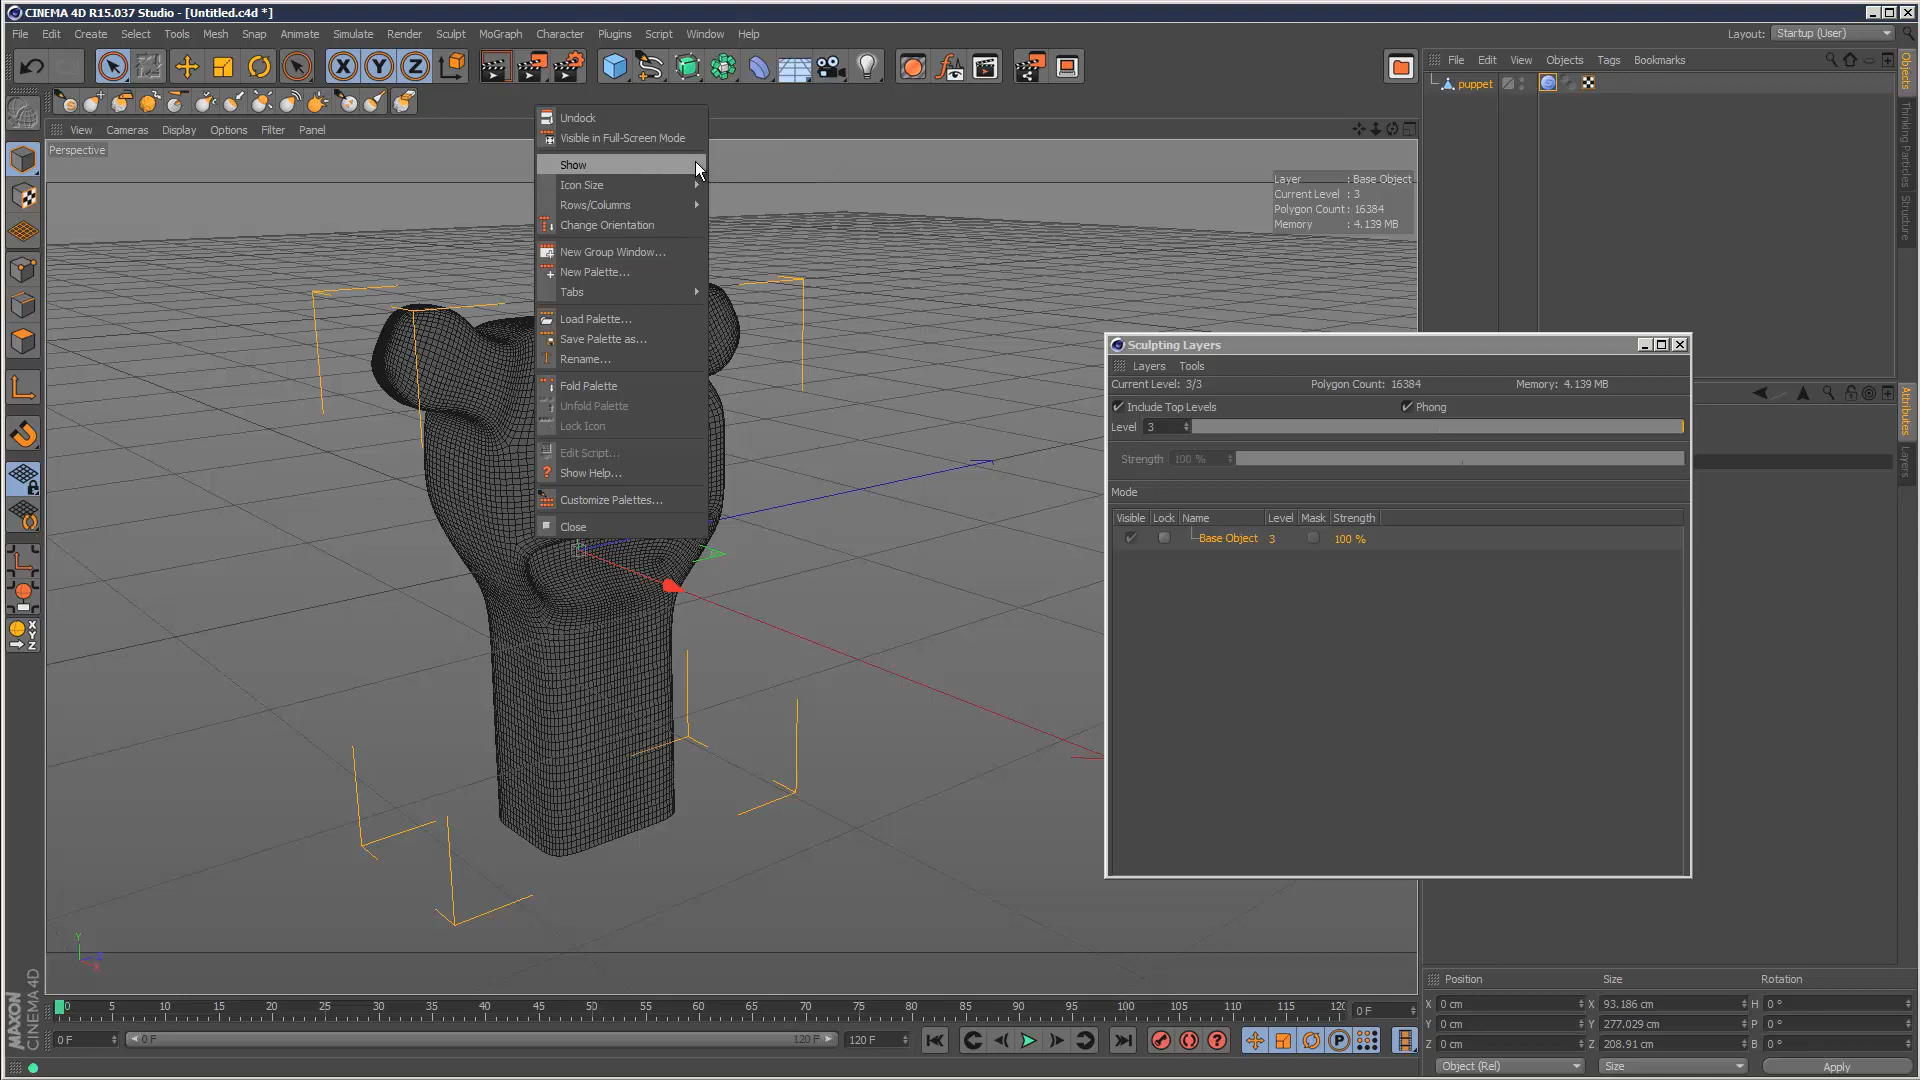 CINEMA 4D R15.037 Studio - [Untitled.c4d *]
File Edit Create Select Tools Mesh Snap Animate Simulate Render Sculpt MoGraph Character Plugins Script Window Help
Layout: Startup (User)
File Edit View Objects Tags Bookmarks
puppet
Objects
Thinking Particles
Structure
Attributes
Layers
View Cameras Display Options Filter Panel
Perspective
Layer : Base Object
Current Level : 3
Polygon Count : 16384
Memory : 4.139 MB
Undock
Visible in Full-Screen Mode
Show
Icon Size
Rows/Columns
Change Orientation
New Group Window...
New Palette...
Tabs
Load Palette...
Save Palette as...
Rename...
Fold Palette
Unfold Palette
Lock Icon
Edit Script...
Show Help...
Customize Palettes...
Close
Sculpting Layers
Layers Tools
Current Level: 3/3 Polygon Count: 16384 Memory: 4.139 MB
Include Top Levels Phong
Level 3
Strength 100 %
Mode
Visible Lock Name Level Mask Strength
Base Object 3 100 %
X Y Z
X
Y
Z
Y
Z
X
MAXON
CINEMA 4D
0 5 10 15 20 25 30 35 40 45 50 55 60 65 70 75 80 85 90 95 100 105 110 115 0 F
0 F 0 F 120 F 120 F
P
Position Size Rotation
X 0 cm X 93.186 cm H 0 °
Y 0 cm Y 277.029 cm P 0 °
Z 0 cm Z 208.91 cm B 0 °
Object (Rel) Size Apply